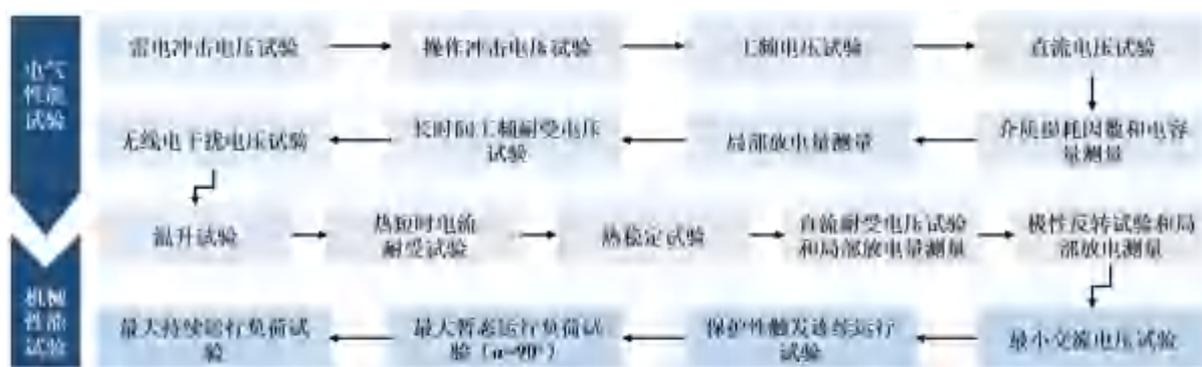 电气
性能
试验
雷电冲击电压试验
操作冲击电压试验
工频电压试验
直流电压试验
无线电干扰电压试验
长时间工频耐受电压
试验
局部放电量测量
介质损耗因数和电容
量测量
温升试验
热短时电流
耐受试验
热稳定试验
直流耐受电压试验
和局部放电量测量
极性反转试验和局
部放电测量
机械
性能
试验
最大持续运行负荷试
验
最大暂态运行负荷试
验（α=90°）
保护性触发连续运行
试验
最小交流电压试验